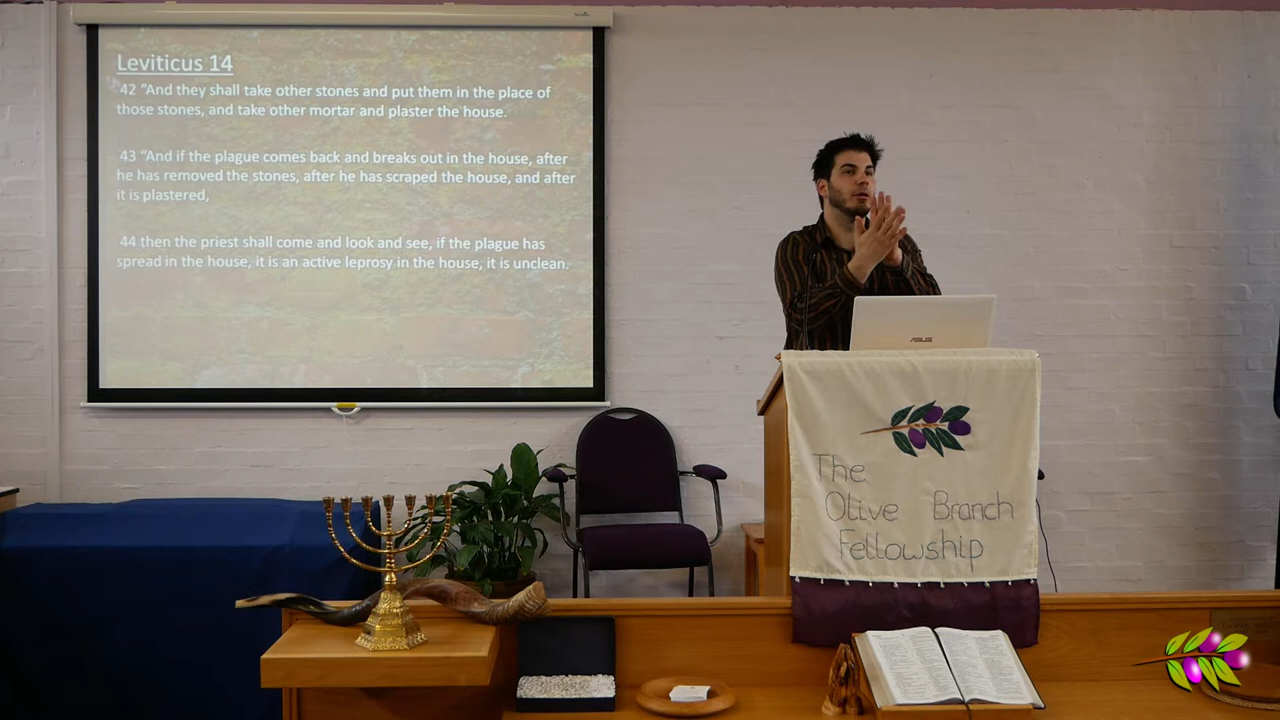 Leviticus 14
42 “And they shall take other stones and put them in the place of
those stones, and take other mortar and plaster the house.
43 “And if the plague comes back and breaks out in the house, after
he has removed the stones, after he has scraped the house, and after
it is plastered,
44 then the priest shall come and look and see, if the plague has
spread in the house, it is an active leprosy in the house, it is unclean.
ASUS
The
Olive Branch
Fellowship